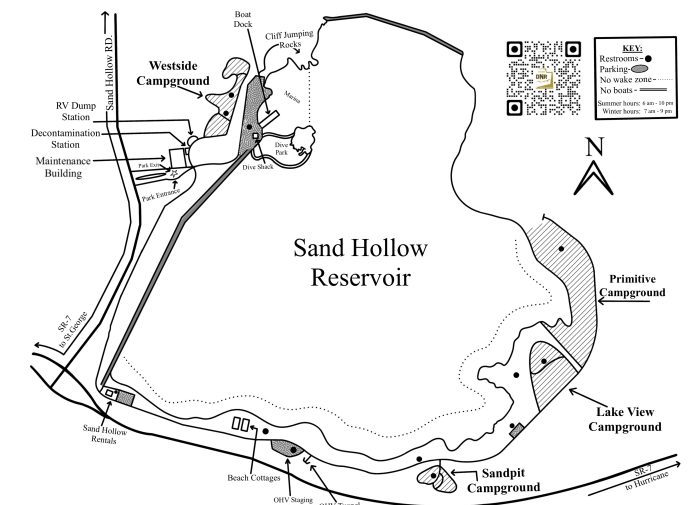 Boat
Dock
Cliff Jumping
Rocks
Sand Hollow RD.
Westside
Campground
Marina
RV Dump
Station
Decontamination
Station
Maintenance
Building
Park Exit
Park Entrance
Dive
Park
Dive Shack
DNR
KEY:
Restrooms -
Parking-
No wake zone -
No boats -
Summer hours: 6 am - 10 pm
Winter hours: 7 am - 9 pm
N
Sand Hollow
Reservoir
Primitive
Campground
SR-7
to St.George
Lake View
Campground
Sand Hollow
Rentals
Beach Cottages
Sandpit
Campground
SR-7
to Hurricane
OHV Staging
OHV Tunnel